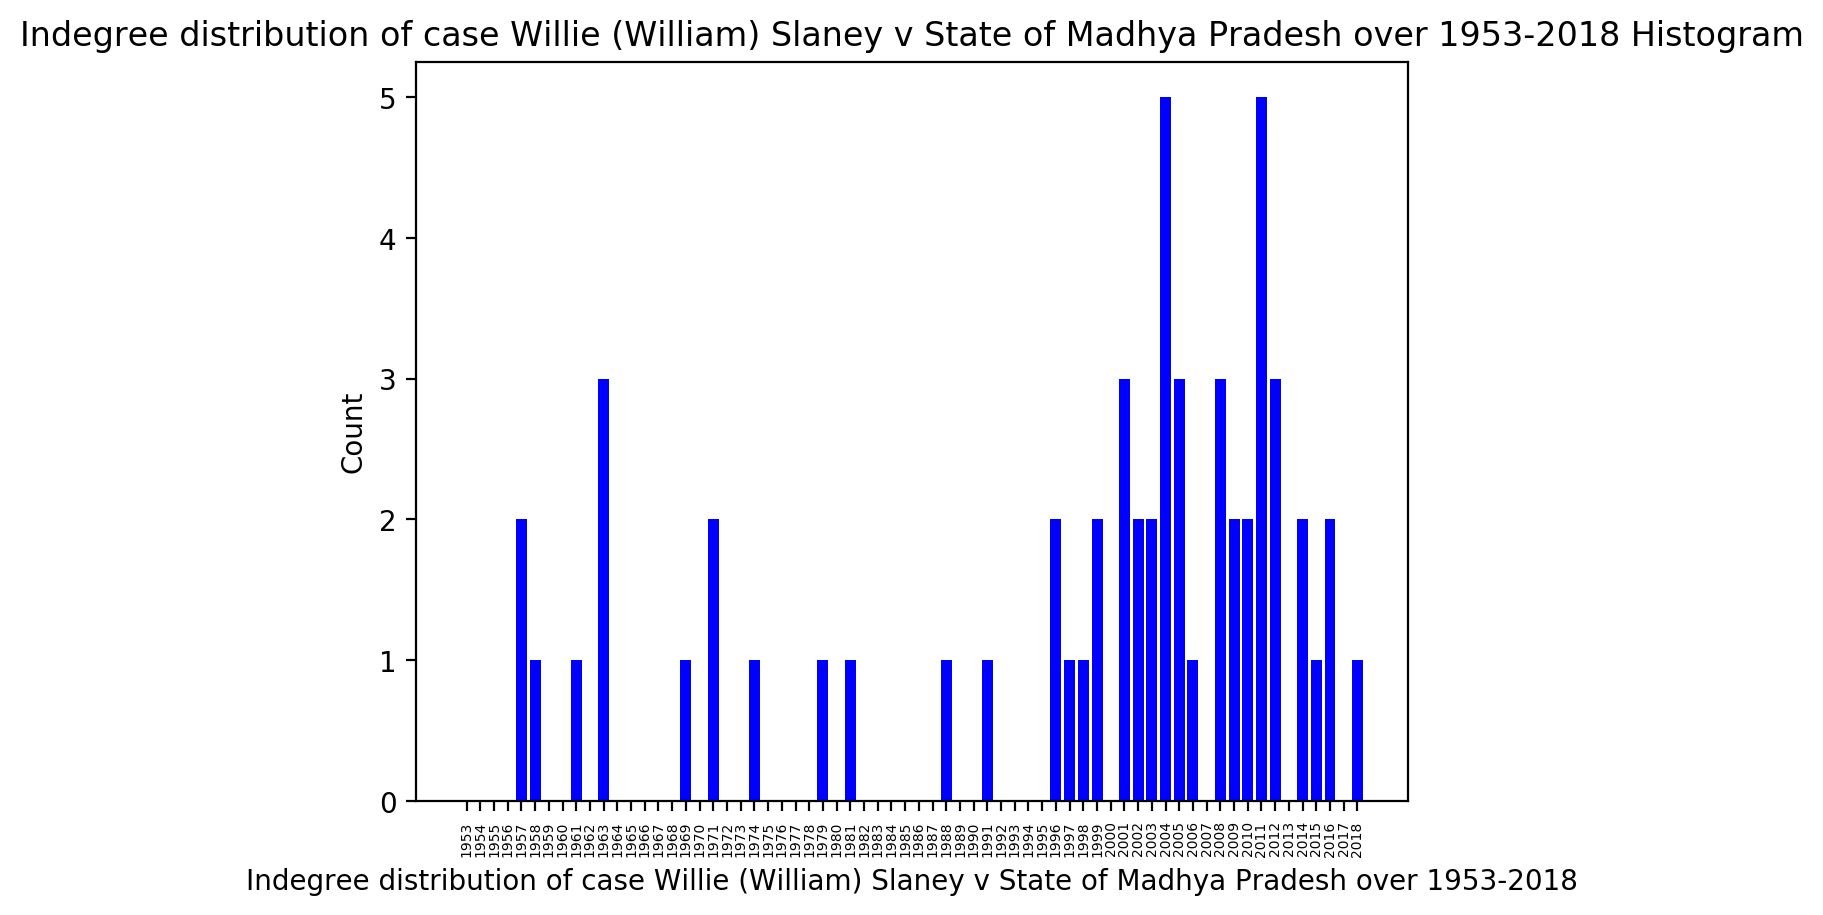 Indegree distribution of case Willie (William) Slaney v State of Madhya Pradesh over 1953-2018 Histogram
5
4
3
2
1
0
Count
1953 1954 1955 1956 1957 1958 1959 1960 1961 1962 1963 1964 1965 1966 1967 1968 1969 1970 1971 1972 1973 1974 1975 1976 1977 1978 1979 1980 1981 1982 1983 1984 1985 1986 1987 1988 1989 1990 1991 1992 1993 1994 1995 1996 1997 1998 1999 2000 2001 2002 2003 2004 2005 2006 2007 2008 2009 2010 2011 2012 2013 2014 2015 2016 2017 2018
Indegree distribution of case Willie (William) Slaney v State of Madhya Pradesh over 1953-2018